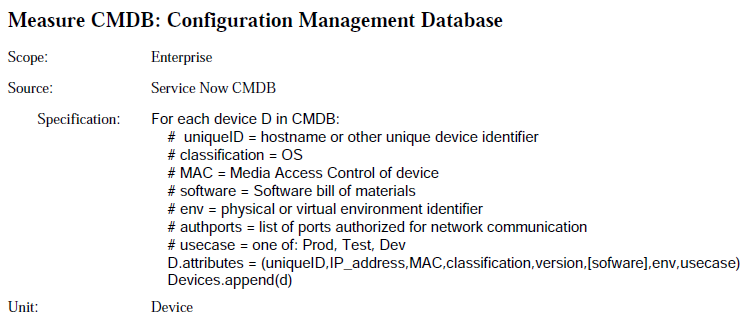 Measure CMDB: Configuration Management Database
Scope: Enterprise
Source: Service Now CMDB
Specification: For each device D in CMDB:
# uniqueID = hostname or other unique device identifier
# classification = OS
# MAC = Media Access Control of device
# software = Software bill of materials
# env = physical or virtual environment identifier
# authports = list of ports authorized for network communication
# usecase = one of: Prod, Test, Dev
D.attributes = (uniqueID,IP_address,MAC,classification,version,[sofware],env,usecase)
Devices.append(d)
Unit: Device